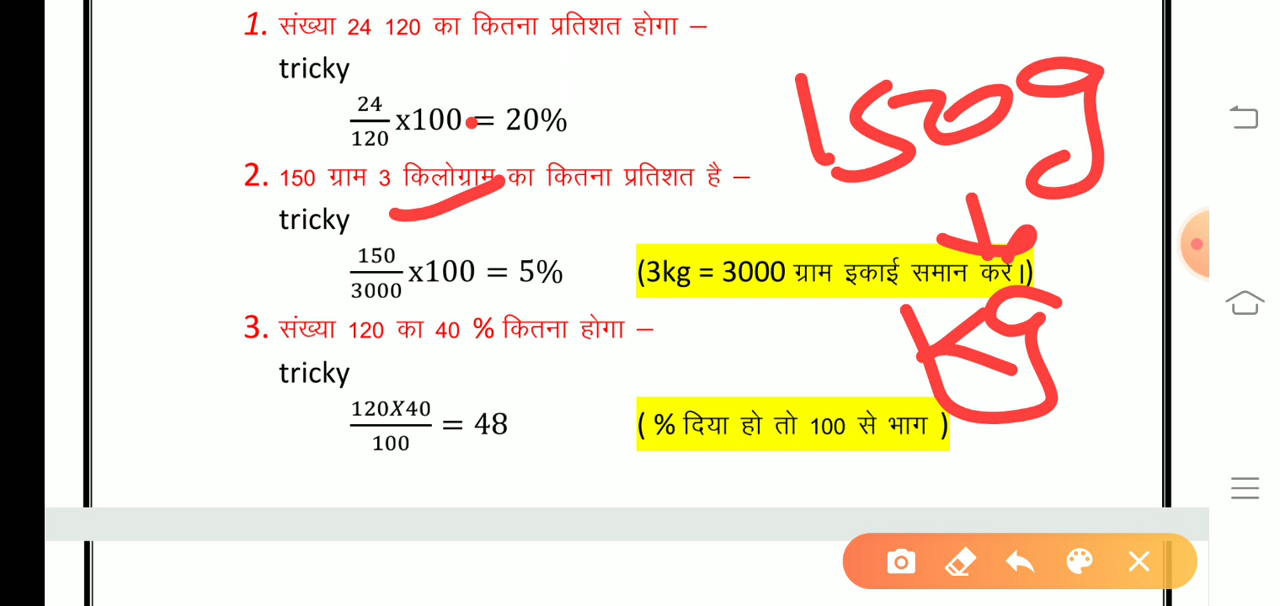 1. संख्या 24 120 का कितना प्रतिशत होगा –
tricky
24/120 x100 = 20%
150g
2. 150 ग्राम 3 किलोग्राम का कितना प्रतिशत है –
tricky
150/3000 x100 = 5% (3kg = 3000 ग्राम इकाई समान करें।)
Kg
3. संख्या 120 का 40 % कितना होगा –
tricky
120X40/100 = 48 ( % दिया हो तो 100 से भाग )